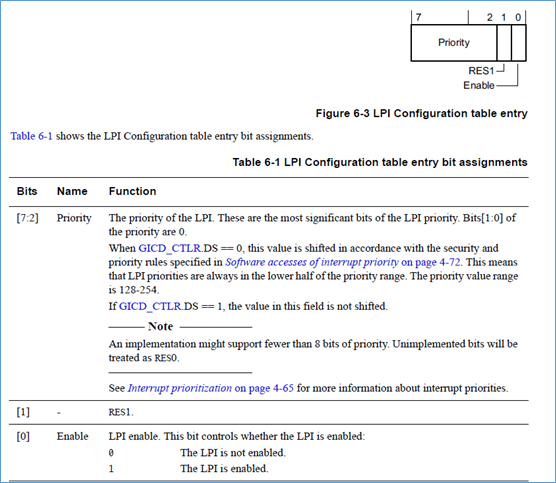 7 2 1 0
Priority
RES1
Enable
Figure 6-3 LPI Configuration table entry
Table 6-1 shows the LPI Configuration table entry bit assignments.
Table 6-1 LPI Configuration table entry bit assignments
Bits Name Function
[7:2] Priority The priority of the LPI. These are the most significant bits of the LPI priority. Bits[1:0] of
the priority are 0.
When GICD_CTLR.DS == 0, this value is shifted in accordance with the security and
priority rules specified in Software accesses of interrupt priority on page 4-72. This means
that LPI priorities are always in the lower half of the priority range. The priority value range
is 128-254.
If GICD_CTLR.DS == 1, the value in this field is not shifted.
Note
An implementation might support fewer than 8 bits of priority. Unimplemented bits will be
treated as RES0.
See Interrupt prioritization on page 4-65 for more information about interrupt priorities.
[1] - RES1.
[0] Enable LPI enable. This bit controls whether the LPI is enabled:
0 The LPI is not enabled.
1 The LPI is enabled.